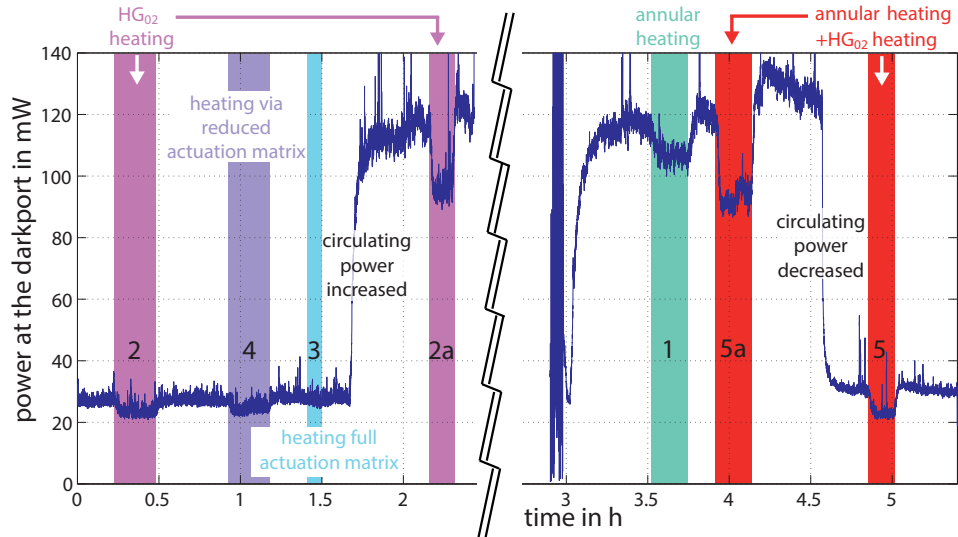 HG₀₂
heating
annular
heating
annular heating
+HG₀₂ heating
power at the darkport in mW
140
120
100
80
60
40
20
0
heating via
reduced
actuation matrix
circulating
power
increased
circulating
power
decreased
2
4
3
2a
1
5a
5
heating full
actuation matrix
0
0.5
1
1.5
2
3
3.5
4
4.5
5
time in h